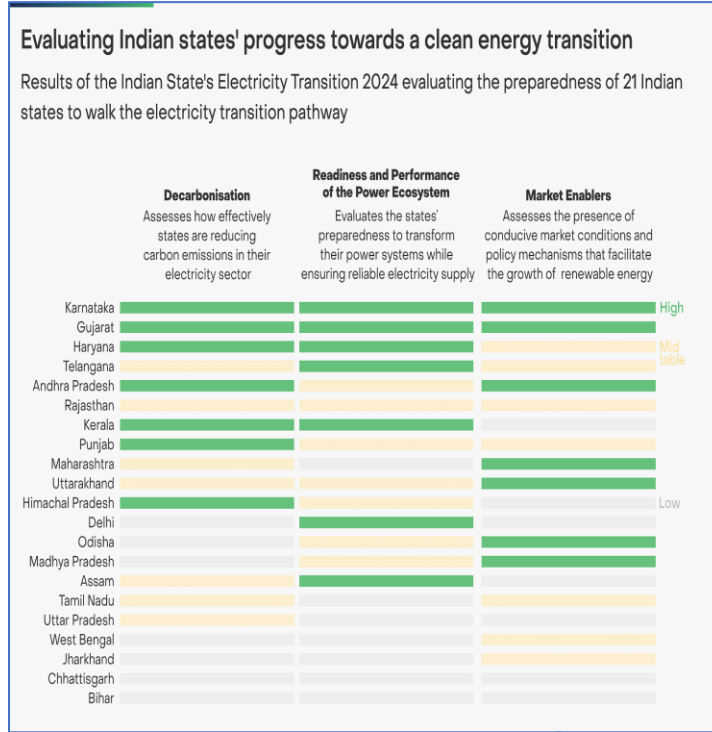 Evaluating Indian states' progress towards a clean energy transition
Results of the Indian State's Electricity Transition 2024 evaluating the preparedness of 21 Indian
states to walk the electricity transition pathway
Decarbonisation
Assesses how effectively
states are reducing
carbon emissions in their
electricity sector
Readiness and Performance
of the Power Ecosystem
Evaluates the states'
preparedness to transform
their power systems while
ensuring reliable electricity supply
Market Enablers
Assesses the presence of
conducive market conditions and
policy mechanisms that facilitate
the growth of renewable energy
Karnataka
High
Gujarat
Haryana
Mid
table
Telangana
Andhra Pradesh
Rajasthan
Kerala
Punjab
Maharashtra
Uttarakhand
Himachal Pradesh
Low
Delhi
Odisha
Madhya Pradesh
Assam
Tamil Nadu
Uttar Pradesh
West Bengal
Jharkhand
Chhattisgarh
Bihar